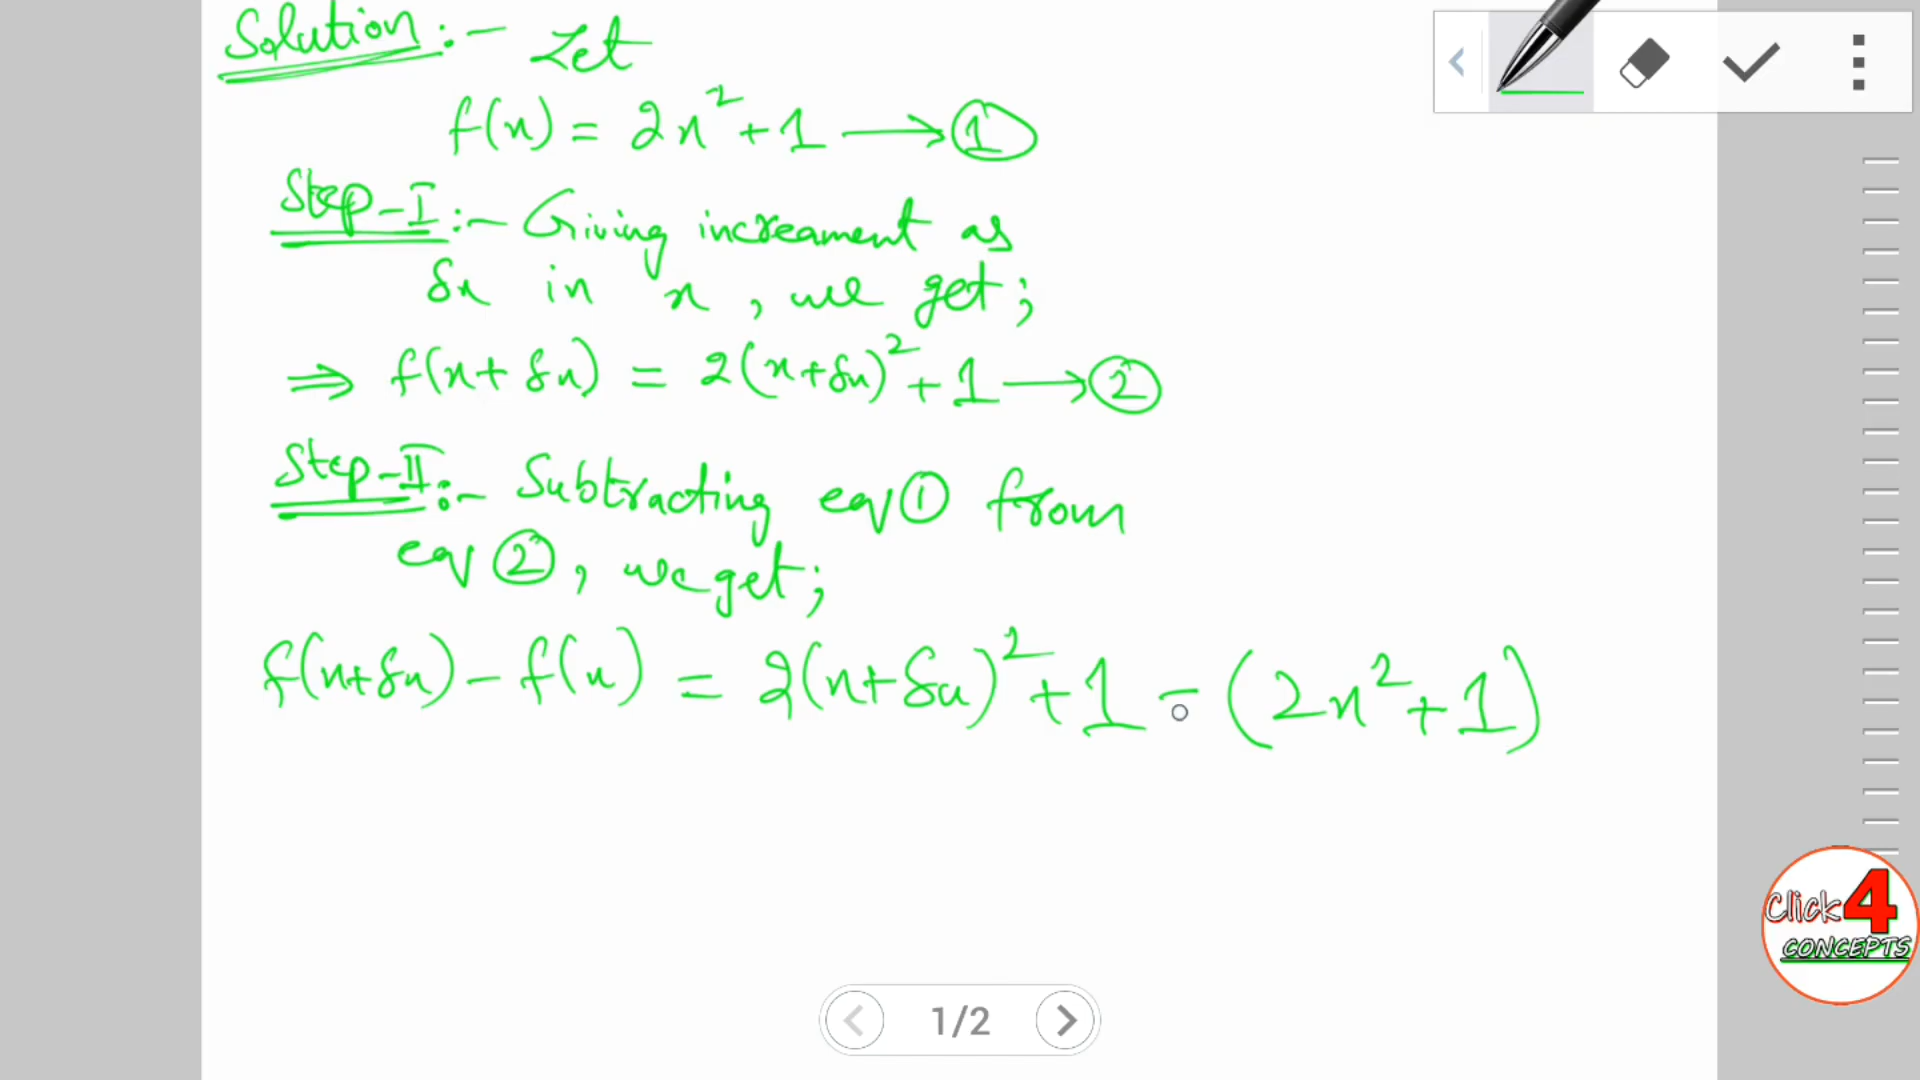 Solution :- Let
f(x) = 2x² + 1 → ①
Step-I :- Giving increament as
δx in x , we get ;
⇒ f(x + δx) = 2(x+δx)² + 1 → ②
Step-II :- Subtracting eq ① from
eq ② , we get ;
f(x+δx) - f(x) = 2(x+δx)² + 1 - (2x² + 1)
Click 4
CONCEPTS
1/2